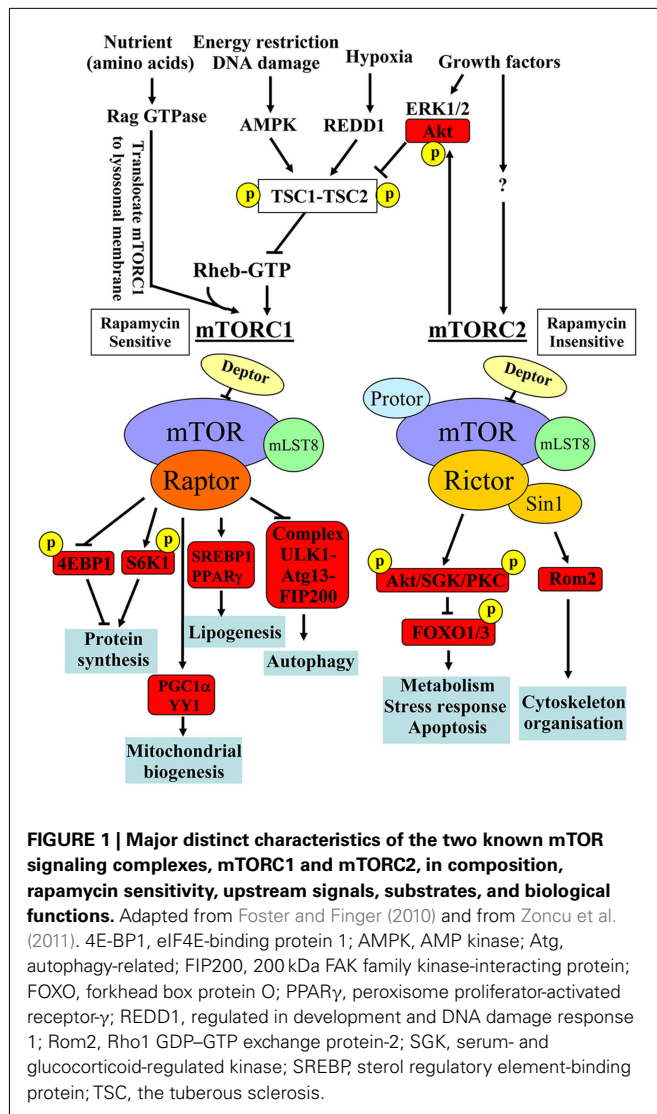 Nutrient
(amino acids)
Energy restriction
DNA damage
Hypoxia
Growth factors
Rag GTPase
AMPK
REDD1
ERK1/2
Akt
p
Translocate mTORC1
to lysosomal membrane
p
TSC1-TSC2
p
?
Rheb-GTP
Rapamycin
Sensitive
mTORC1
mTORC2
Rapamycin
Insensitive
Deptor
mTOR
mLST8
Raptor
Deptor
Protor
mTOR
mLST8
Rictor
Sin1
p
4EBP1
S6K1
p
SREBP1
PPARγ
Complex
ULK1-
Atg13-
FIP200
p
Akt/SGK/PKC
p
Rom2
Protein
synthesis
Lipogenesis
Autophagy
FOXO1/3
p
PGC1α
YY1
Mitochondrial
biogenesis
Metabolism
Stress response
Apoptosis
Cytoskeleton
organisation
FIGURE 1 | Major distinct characteristics of the two known mTOR
signaling complexes, mTORC1 and mTORC2, in composition,
rapamycin sensitivity, upstream signals, substrates, and biological
functions. Adapted from Foster and Finger (2010) and from Zoncu et al.
(2011). 4E-BP1, eIF4E-binding protein 1; AMPK, AMP kinase; Atg,
autophagy-related; FIP200, 200 kDa FAK family kinase-interacting protein;
FOXO, forkhead box protein O; PPARγ, peroxisome proliferator-activated
receptor-γ; REDD1, regulated in development and DNA damage response
1; Rom2, Rho1 GDP–GTP exchange protein-2; SGK, serum- and
glucocorticoid-regulated kinase; SREBP, sterol regulatory element-binding
protein; TSC, the tuberous sclerosis.